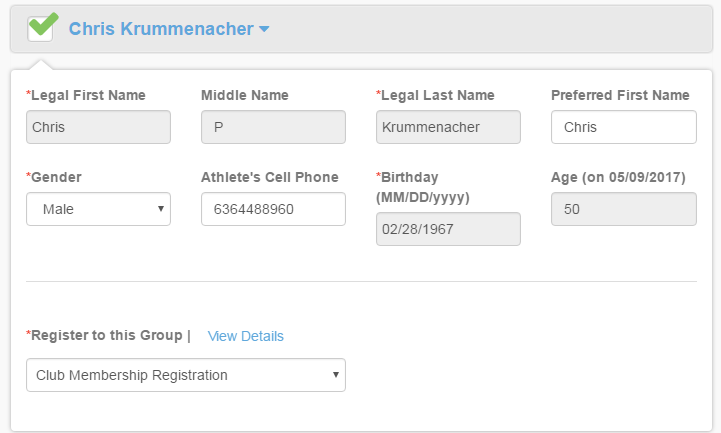 Chris Krummenacher
*Legal First Name Middle Name *Legal Last Name Preferred First Name
Chris P Krummenacher Chris
*Gender Athlete's Cell Phone *Birthday Age (on 05/09/2017)
(MM/DD/yyyy)
Male 6364488960 02/28/1967 50
*Register to this Group | View Details
Club Membership Registration